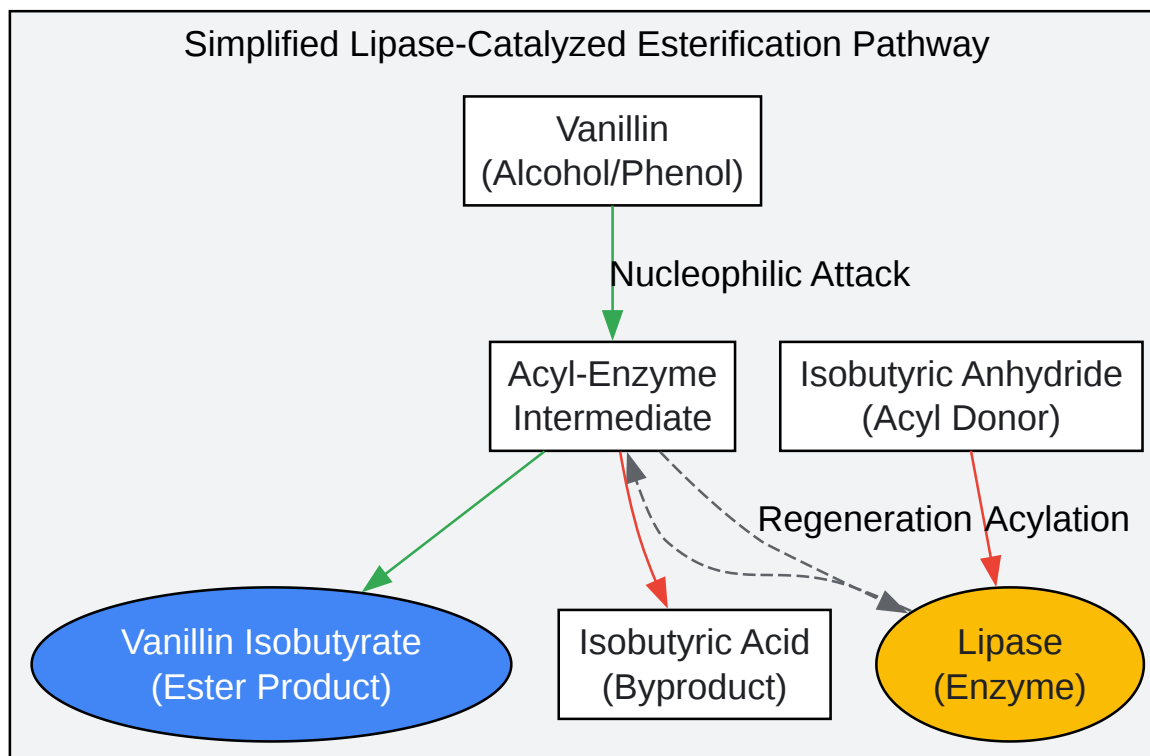 Simplified Lipase-Catalyzed Esterification Pathway
Vanillin
(Alcohol/Phenol)
Nucleophilic Attack
Acyl-Enzyme
Intermediate
Isobutyric Anhydride
(Acyl Donor)
Regeneration
Acylation
Vanillin Isobutyrate
(Ester Product)
Isobutyric Acid
(Byproduct)
Lipase
(Enzyme)